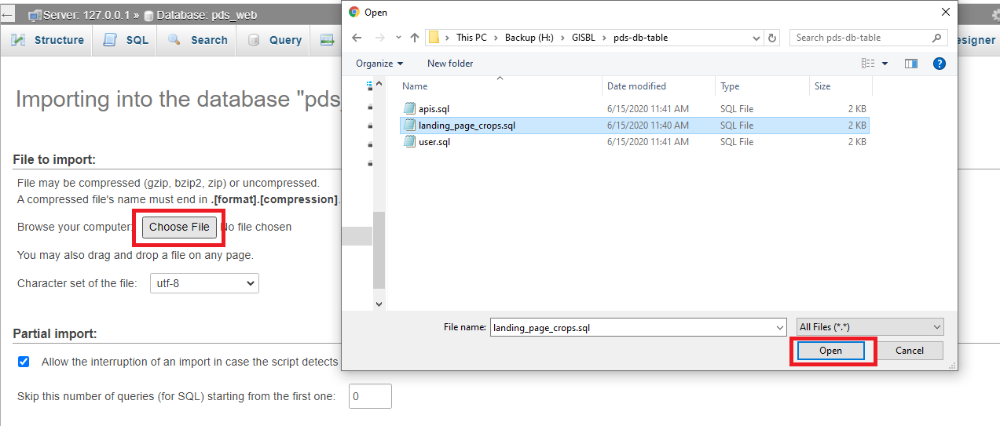 Server: 127.0.0.1 » Database: pds_web
Structure
SQL
Search
Query
esigner
Importing into the database "pds_
File to import:
File may be compressed (gzip, bzip2, zip) or uncompressed.
A compressed file's name must end in .[format].[compression].
Browse your computer:
Choose File
No file chosen
You may also drag and drop a file on any page.
Character set of the file:
utf-8
Partial import:
Allow the interruption of an import in case the script detects
Skip this number of queries (for SQL) starting from the first one:
0
Open
This PC > Backup (H:) > GISBL > pds-db-table
Search pds-db-table
Organize
New folder
?
Name Date modified Type Size
apis.sql 6/15/2020 11:41 AM SQL File 2 KB
landing_page_crops.sql 6/15/2020 11:40 AM SQL File 2 KB
user.sql 6/15/2020 11:41 AM SQL File 2 KB
File name: landing_page_crops.sql
All Files (*.*)
Open
Cancel